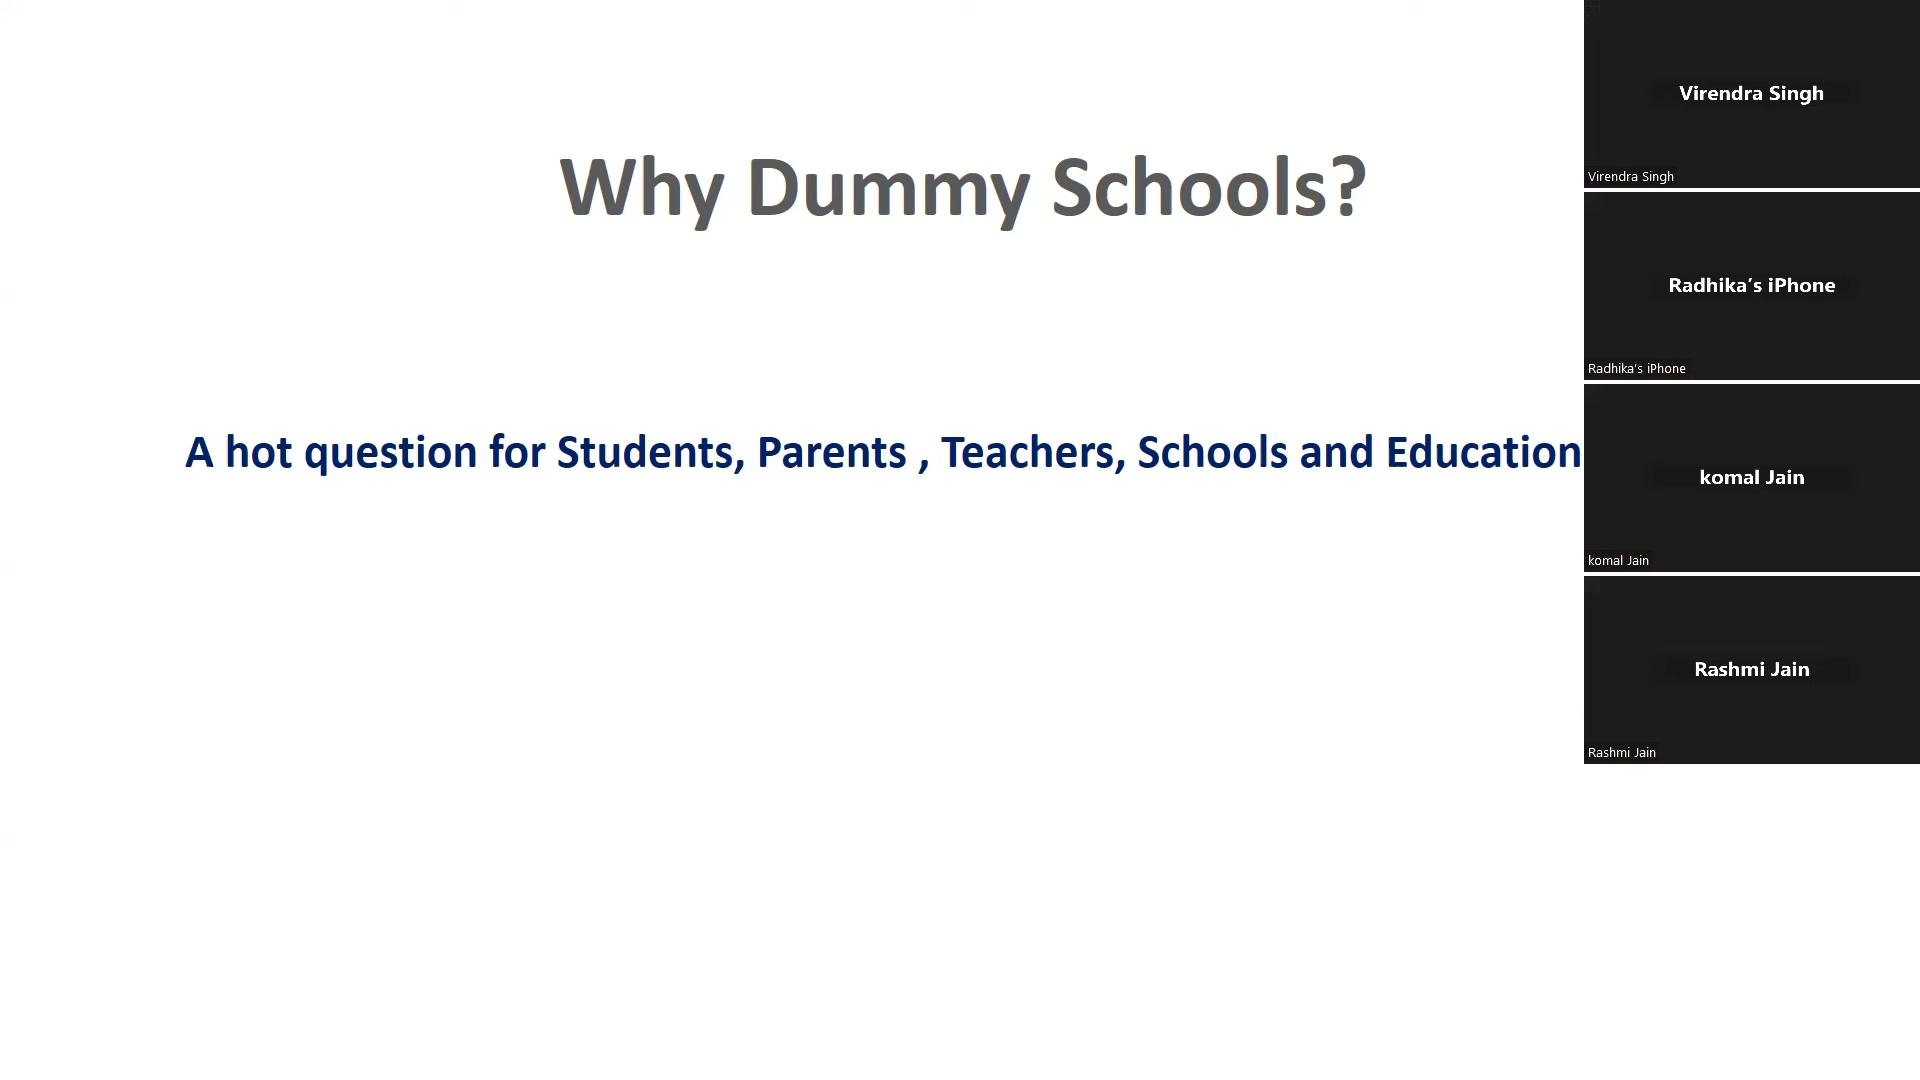 Why Dummy Schools?
A hot question for Students, Parents , Teachers, Schools and Education
Virendra Singh
Virendra Singh
Radhika's iPhone
Radhika's iPhone
komal Jain
komal Jain
Rashmi Jain
Rashmi Jain